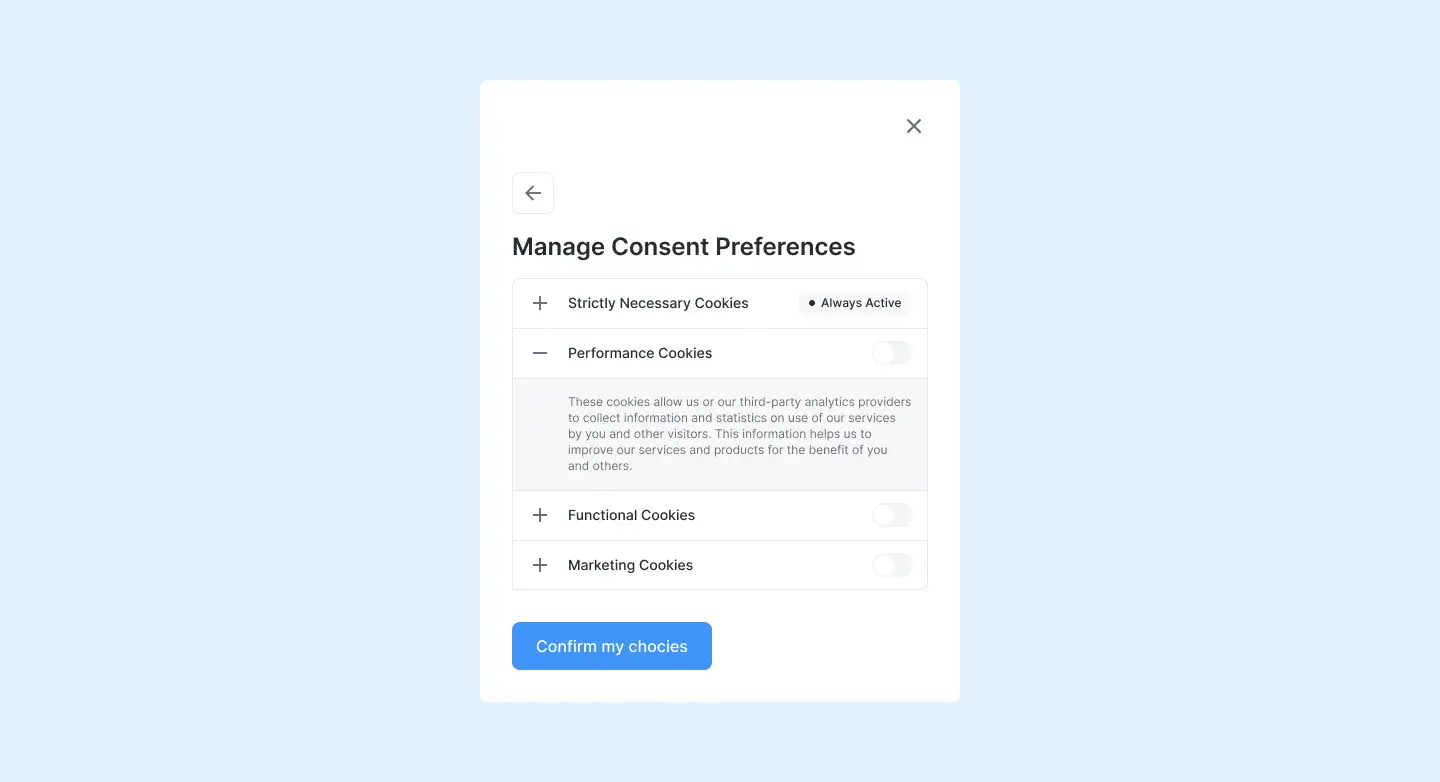 Manage Consent Preferences
Strictly Necessary Cookies
Always Active
Performance Cookies
These cookies allow us or our third-party analytics providers
to collect information and statistics on use of our services
by you and other visitors. This information helps us to
improve our services and products for the benefit of you
and others.
Functional Cookies
Marketing Cookies
Confirm my chocies